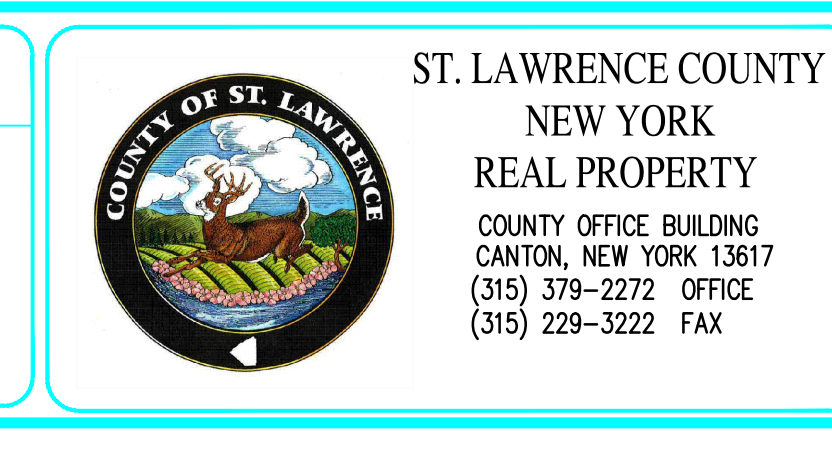 COUNTY OF ST. LAWRENCE
ST. LAWRENCE COUNTY
NEW YORK
REAL PROPERTY
COUNTY OFFICE BUILDING
CANTON, NEW YORK 13617
(315) 379-2272 OFFICE
(315) 229-3222 FAX